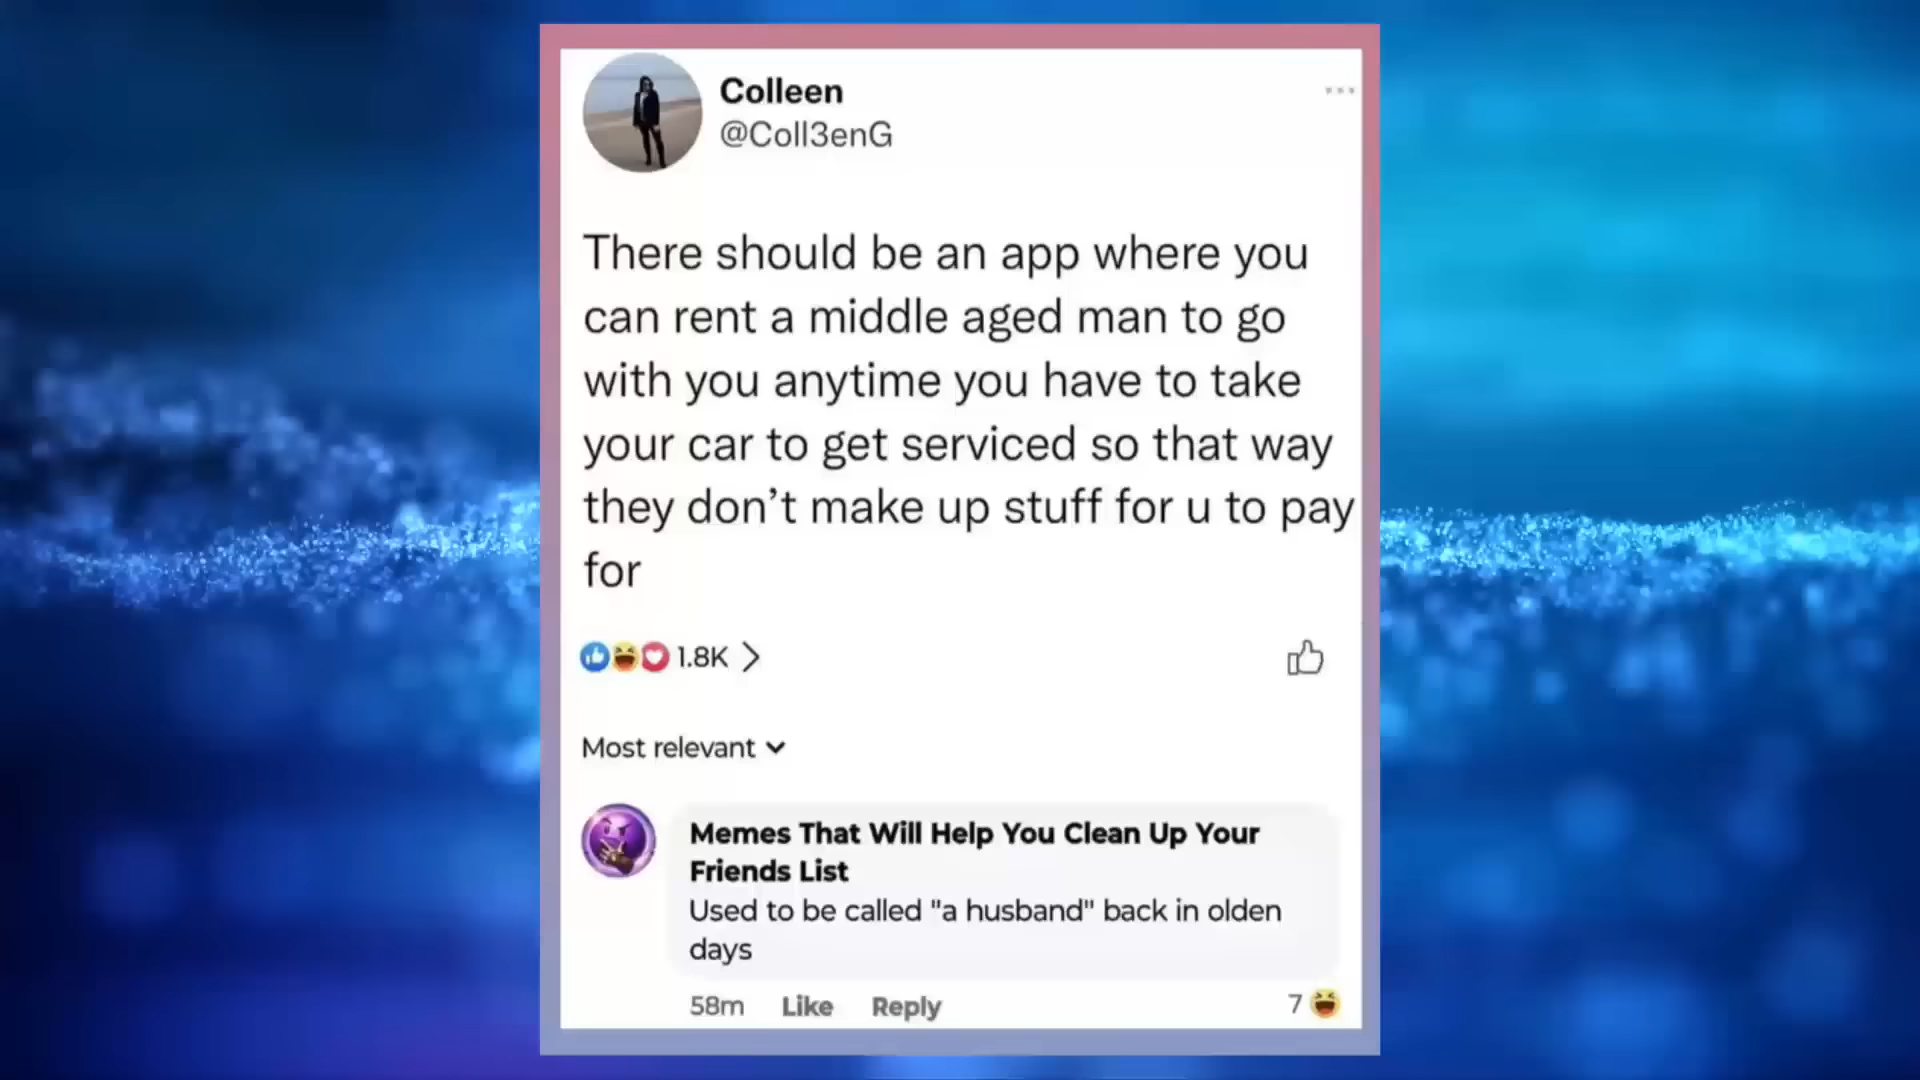 Colleen
@Coll3enG
There should be an app where you
can rent a middle aged man to go
with you anytime you have to take
your car to get serviced so that way
they don’t make up stuff for u to pay
for
1.8K
Most relevant
Memes That Will Help You Clean Up Your
Friends List
Used to be called "a husband" back in olden
days
58m Like Reply 7